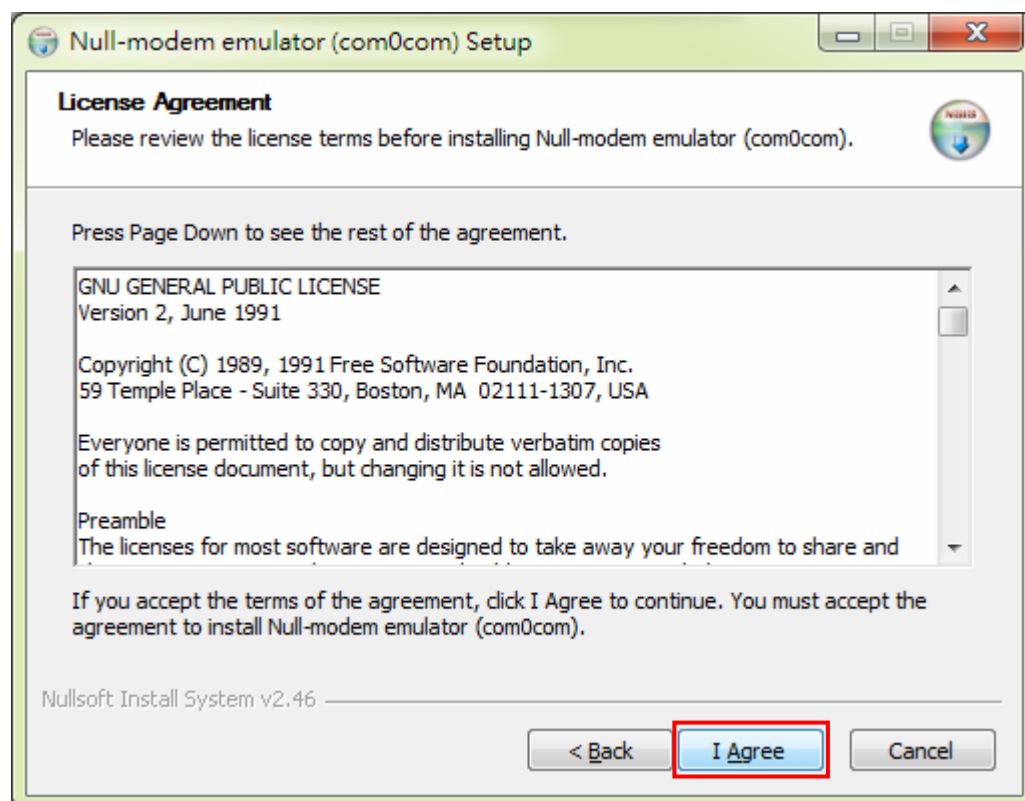 Null-modem emulator (com0com) Setup
License Agreement
Please review the license terms before installing Null-modem emulator (com0com).
Press Page Down to see the rest of the agreement.
GNU GENERAL PUBLIC LICENSE
Version 2, June 1991
Copyright (C) 1989, 1991 Free Software Foundation, Inc.
59 Temple Place - Suite 330, Boston, MA  02111-1307, USA
Everyone is permitted to copy and distribute verbatim copies
of this license document, but changing it is not allowed.
Preamble
The licenses for most software are designed to take away your freedom to share and
If you accept the terms of the agreement, click I Agree to continue. You must accept the
agreement to install Null-modem emulator (com0com).
Nullsoft Install System v2.46
< Back
I Agree
Cancel